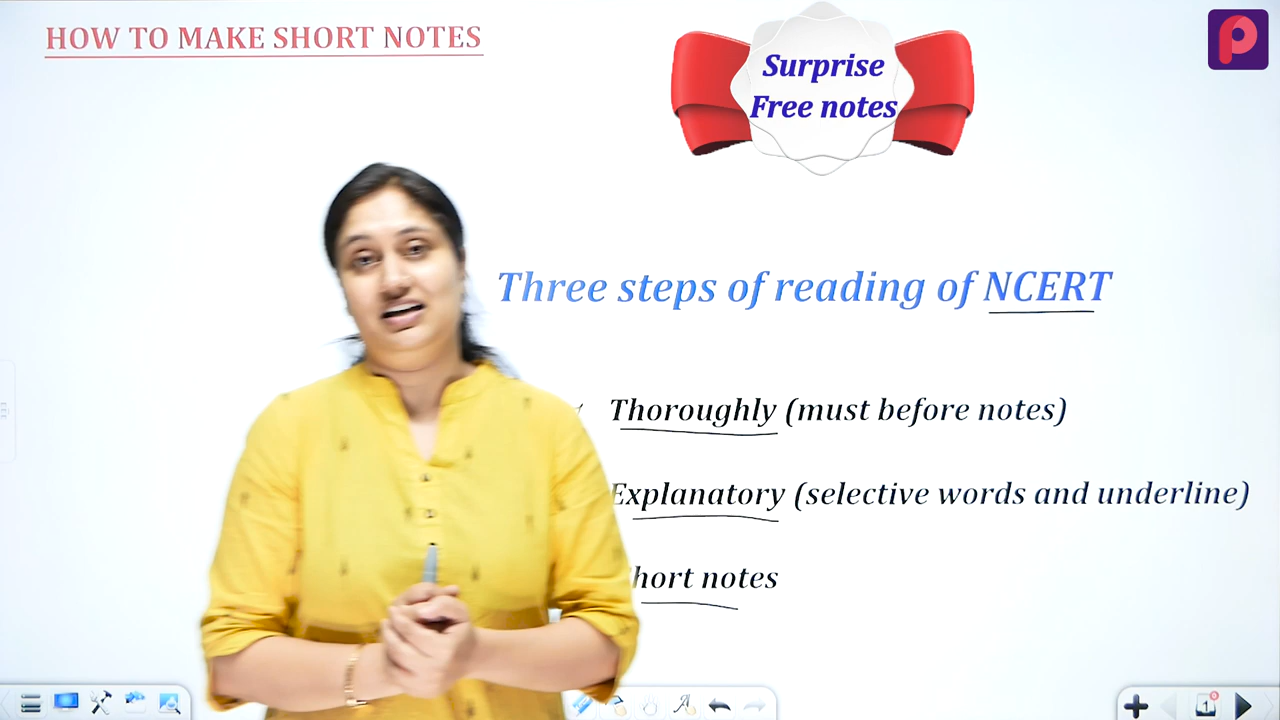 HOW TO MAKE SHORT NOTES
Surprise
Free notes
Three steps of reading of NCERT
Thoroughly (must before notes)
Explanatory (selective words and underline)
hort notes
1